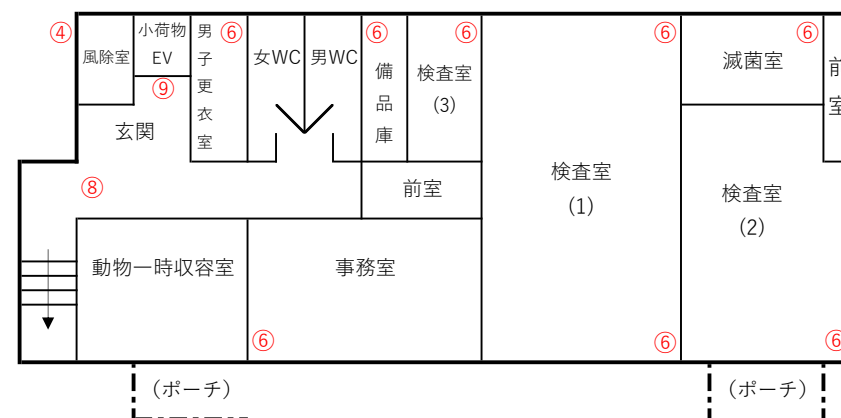 ④
風除室
小荷物
EV
⑨
玄関
男子更衣室
⑥
女WC
男WC
⑥
備品庫
⑥
検査室
(3)
前室
⑧
動物一時収容室
⑥
事務室
⑥
検査室
(1)
⑥
⑥
滅菌室
前室
検査室
(2)
⑥
(ポーチ)
(ポーチ)